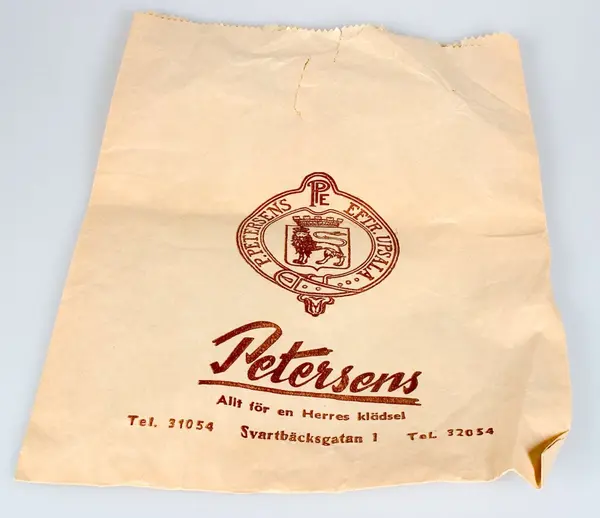 PE
P. PETERSENS EFTR. UPSALA
Petersens
Allt för en Herres klädsel
Tel. 31054 Svartbäcksgatan 1 Tel. 32054